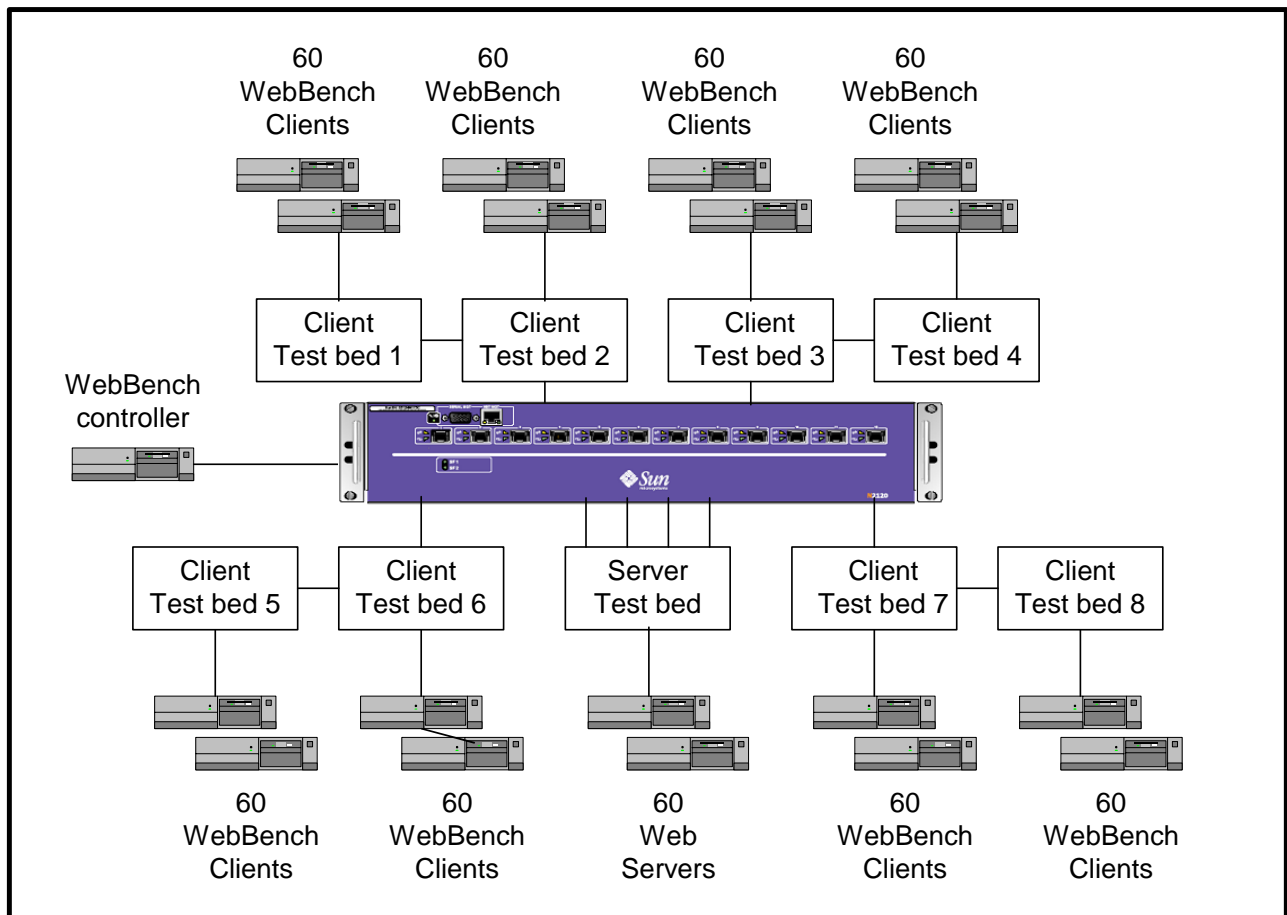 60
WebBench
Clients
60
WebBench
Clients
60
WebBench
Clients
60
WebBench
Clients
Client
Test bed 1
Client
Test bed 2
Client
Test bed 3
Client
Test bed 4
WebBench
controller
Sun
microsystems
Client
Test bed 5
Client
Test bed 6
Server
Test bed
Client
Test bed 7
Client
Test bed 8
60
WebBench
Clients
60
WebBench
Clients
60
Web
Servers
60
WebBench
Clients
60
WebBench
Clients